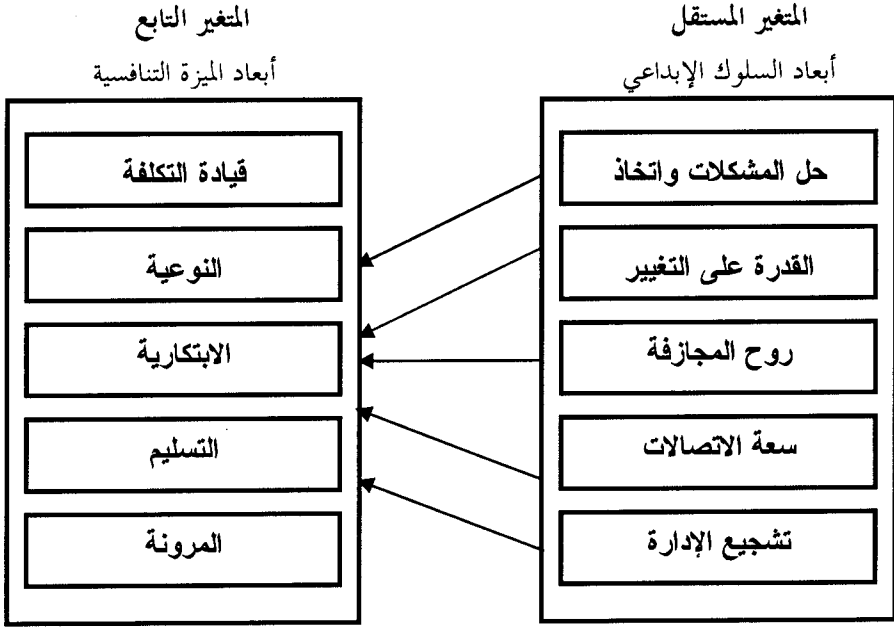 المتغير المستقل
أبعاد السلوك الإبداعي
حل المشكلات واتخاذ
القدرة على التغيير
روح المجازفة
سعة الاتصالات
تشجيع الإدارة
المتغير التابع
أبعاد الميزة التنافسية
قيادة التكلفة
النوعية
الابتكارية
التسليم
المرونة